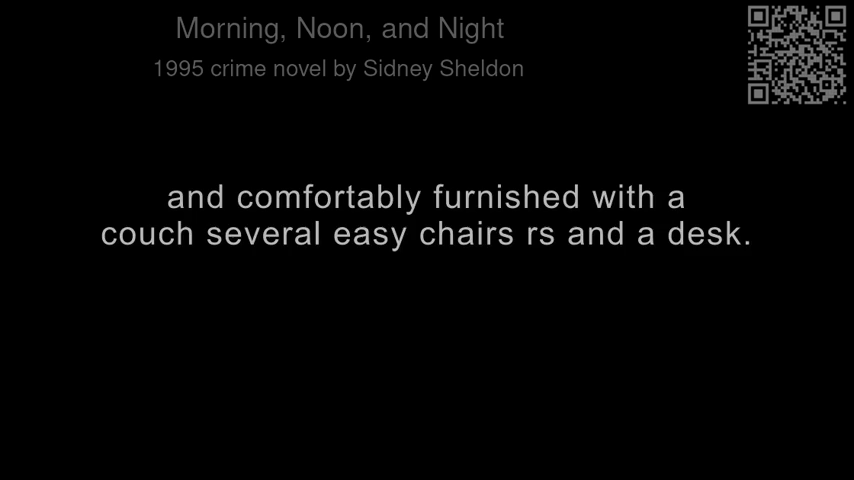 Morning, Noon, and Night
1995 crime novel by Sidney Sheldon
and comfortably furnished with a
couch several easy chairs rs and a desk.